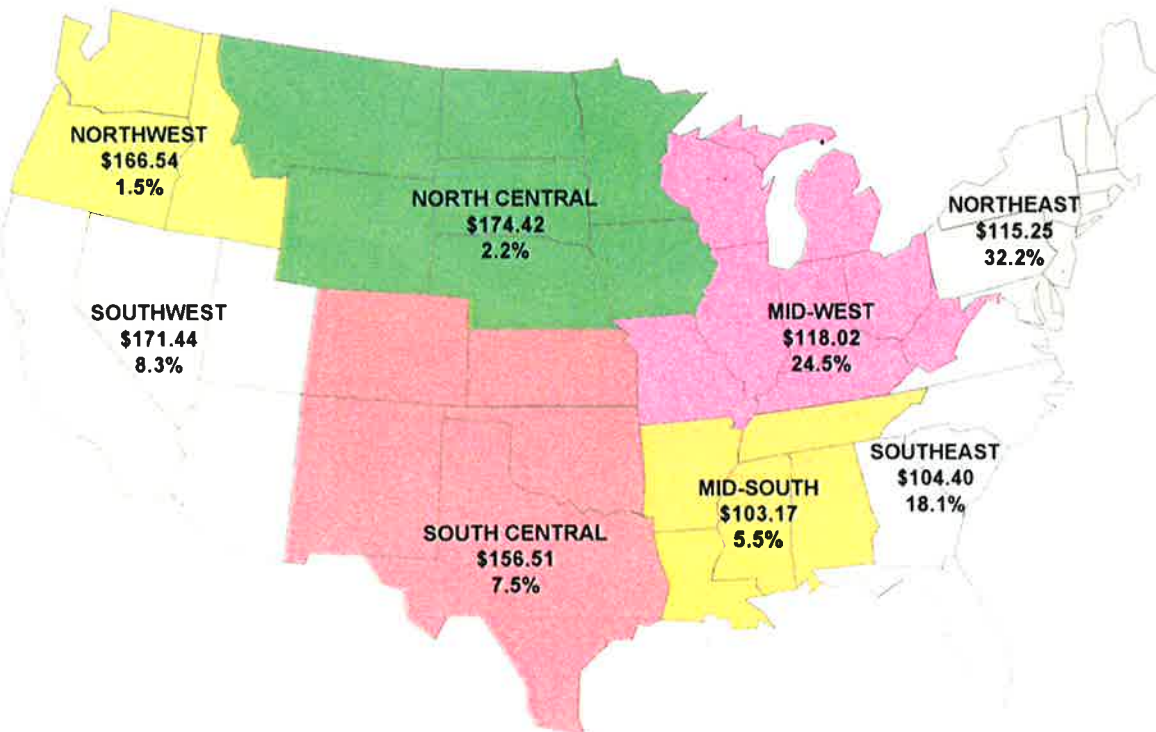 NORTHWEST
$166.54
1.5%
NORTH CENTRAL
$174.42
2.2%
NORTHEAST
$115.25
32.2%
SOUTHWEST
$171.44
8.3%
MID-WEST
$118.02
24.5%
SOUTHEAST
$104.40
18.1%
MID-SOUTH
$103.17
5.5%
SOUTH CENTRAL
$156.51
7.5%